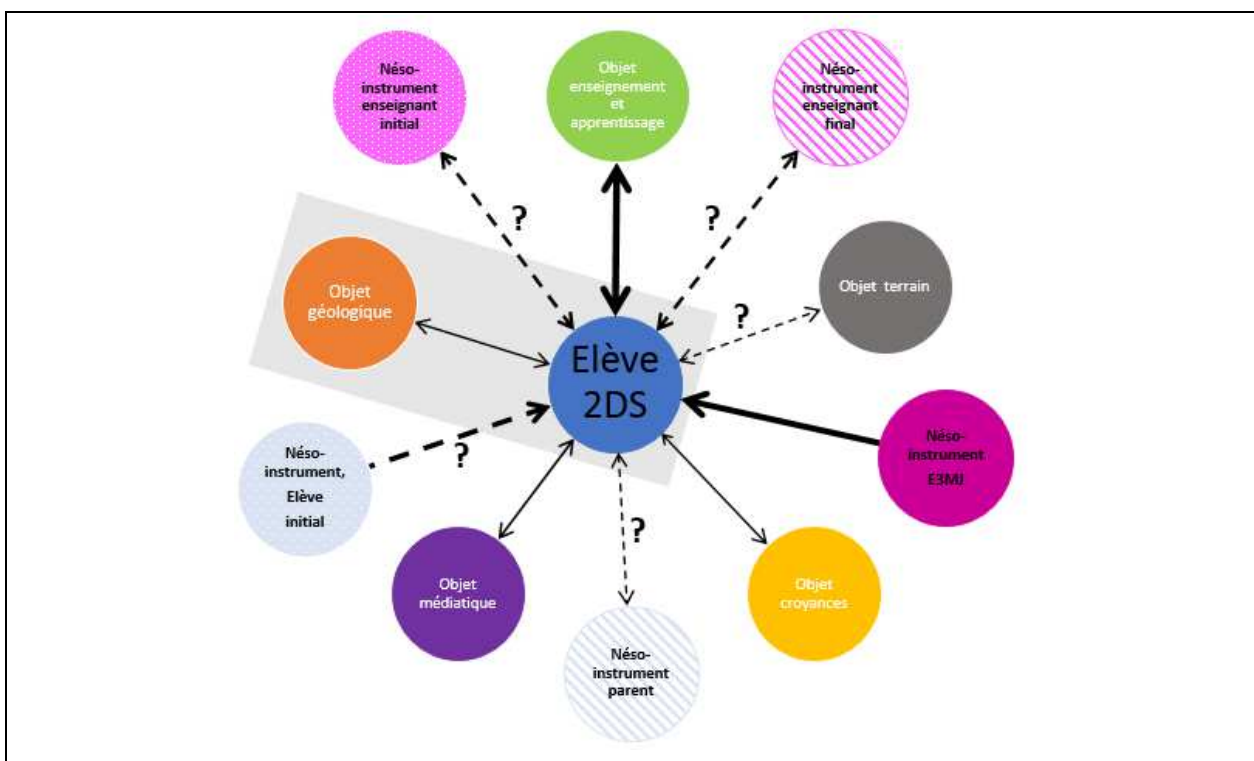 Néso-
instrument
enseignant
initial
Objet
enseignement
et
apprentissage
Néso-
instrument
enseignant
final
?
?
Objet
géologique
Objet terrain
?
Elève
2DS
Néso-
instrument,
Elève
initial
?
Néso-
instrument
E3MJ
Objet
médiatique
?
Objet
croyances
Néso-
instrument
parent